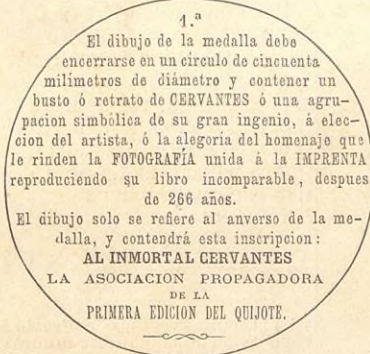 1.ª
El dibujo de la medalla debe
encerrarse en un círculo de cincuenta
milímetros de diámetro y contener un
busto ó retrato de CERVANTES ó una agru-
pacion simbólica de su gran ingenio, á elec-
cion del artista, ó la alegoría del homenaje que
le rinden la FOTOGRAFÍA unida á la IMPRENTA
reproduciendo su libro incomparable, despues
de 266 años.
El dibujo solo se refiere al anverso de la me-
dalla, y contendrá esta inscripcion:
AL INMORTAL CERVANTES
LA ASOCIACION PROPAGADORA
DE LA
PRIMERA EDICION DEL QUIJOTE.